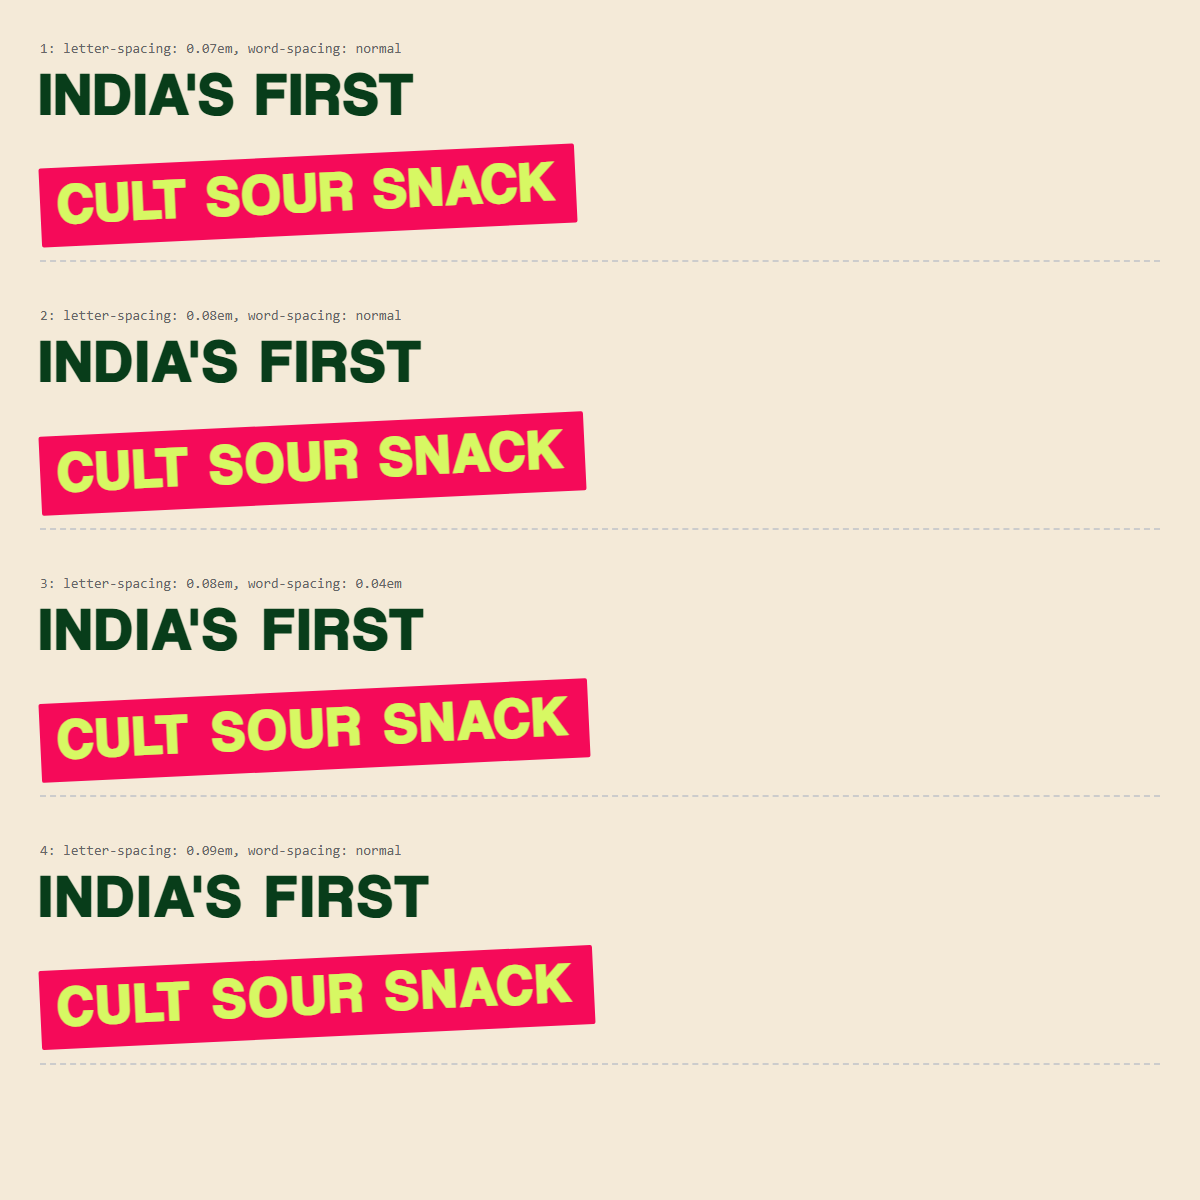 1: letter-spacing: 0.07em, word-spacing: normal
INDIA'S FIRST
CULT SOUR SNACK
2: letter-spacing: 0.08em, word-spacing: normal
INDIA'S FIRST
CULT SOUR SNACK
3: letter-spacing: 0.08em, word-spacing: 0.04em
INDIA'S FIRST
CULT SOUR SNACK
4: letter-spacing: 0.09em, word-spacing: normal
INDIA'S FIRST
CULT SOUR SNACK